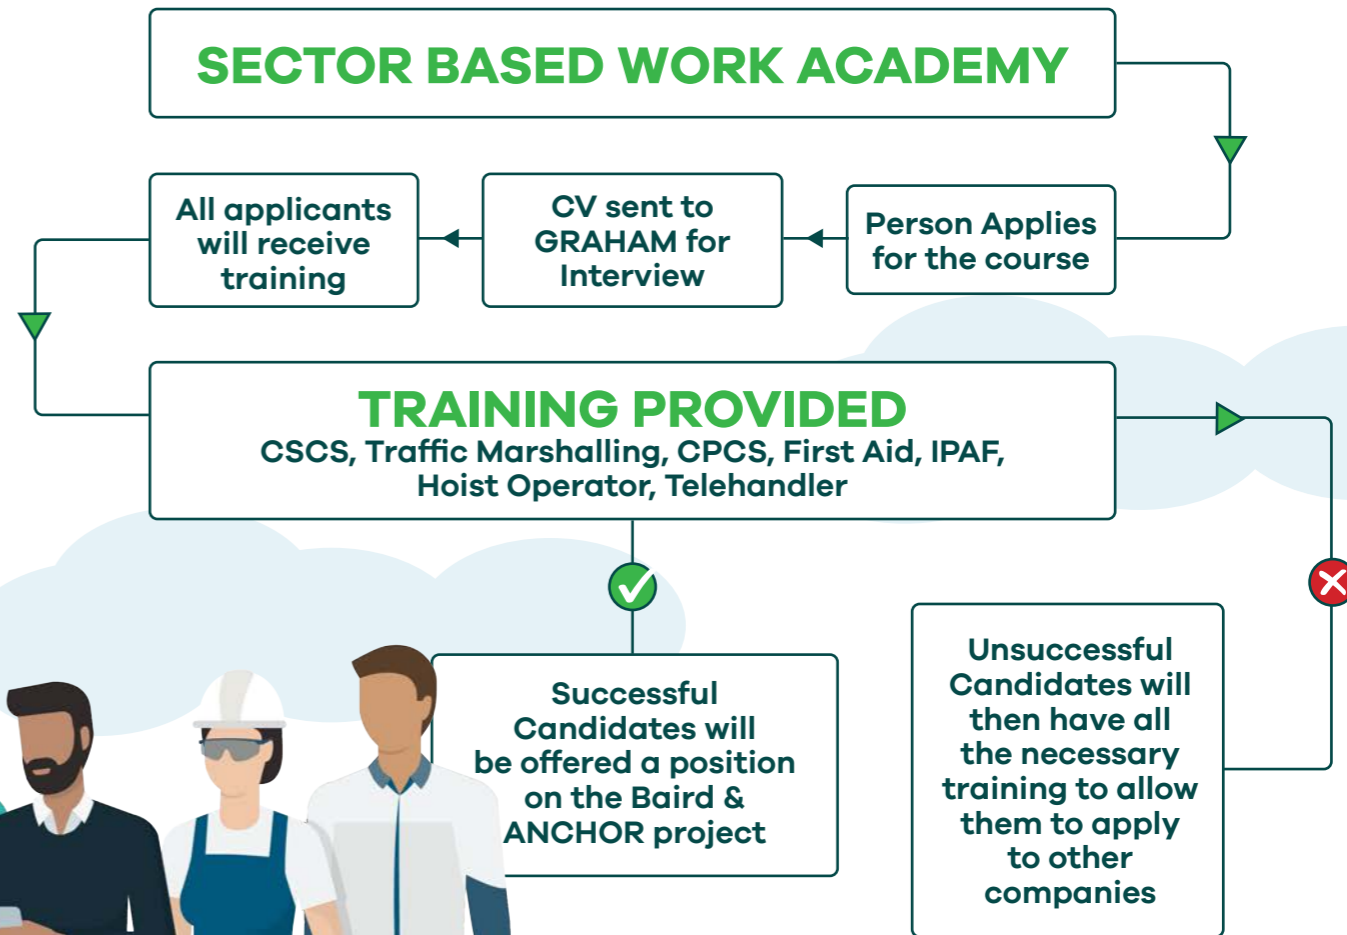 SECTOR BASED WORK ACADEMY
Person Applies
for the course
CV sent to
GRAHAM for
Interview
All applicants
will receive
training
TRAINING PROVIDED
CSCS, Traffic Marshalling, CPCS, First Aid, IPAF,
Hoist Operator, Telehandler
Successful
Candidates will
be offered a position
on the Baird &
ANCHOR project
Unsuccessful
Candidates will
then have all
the necessary
training to allow
them to apply
to other
companies